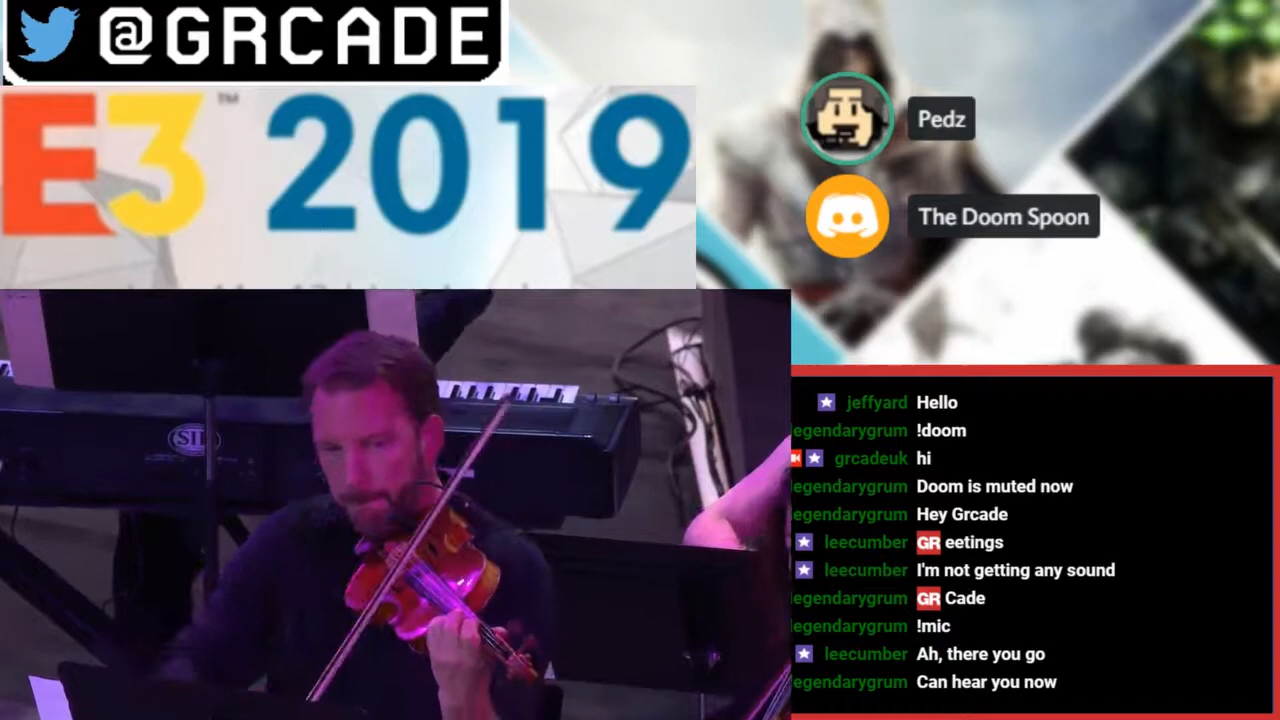 @GRCADE
E3™ 2019
Pedz
The Doom Spoon
jeffyard Hello
egendarygrum !doom
grcadeuk hi
egendarygrum Doom is muted now
egendarygrum Hey Grcade
leecumber GR eetings
leecumber I'm not getting any sound
egendarygrum GR Cade
egendarygrum !mic
leecumber Ah, there you go
egendarygrum Can hear you now